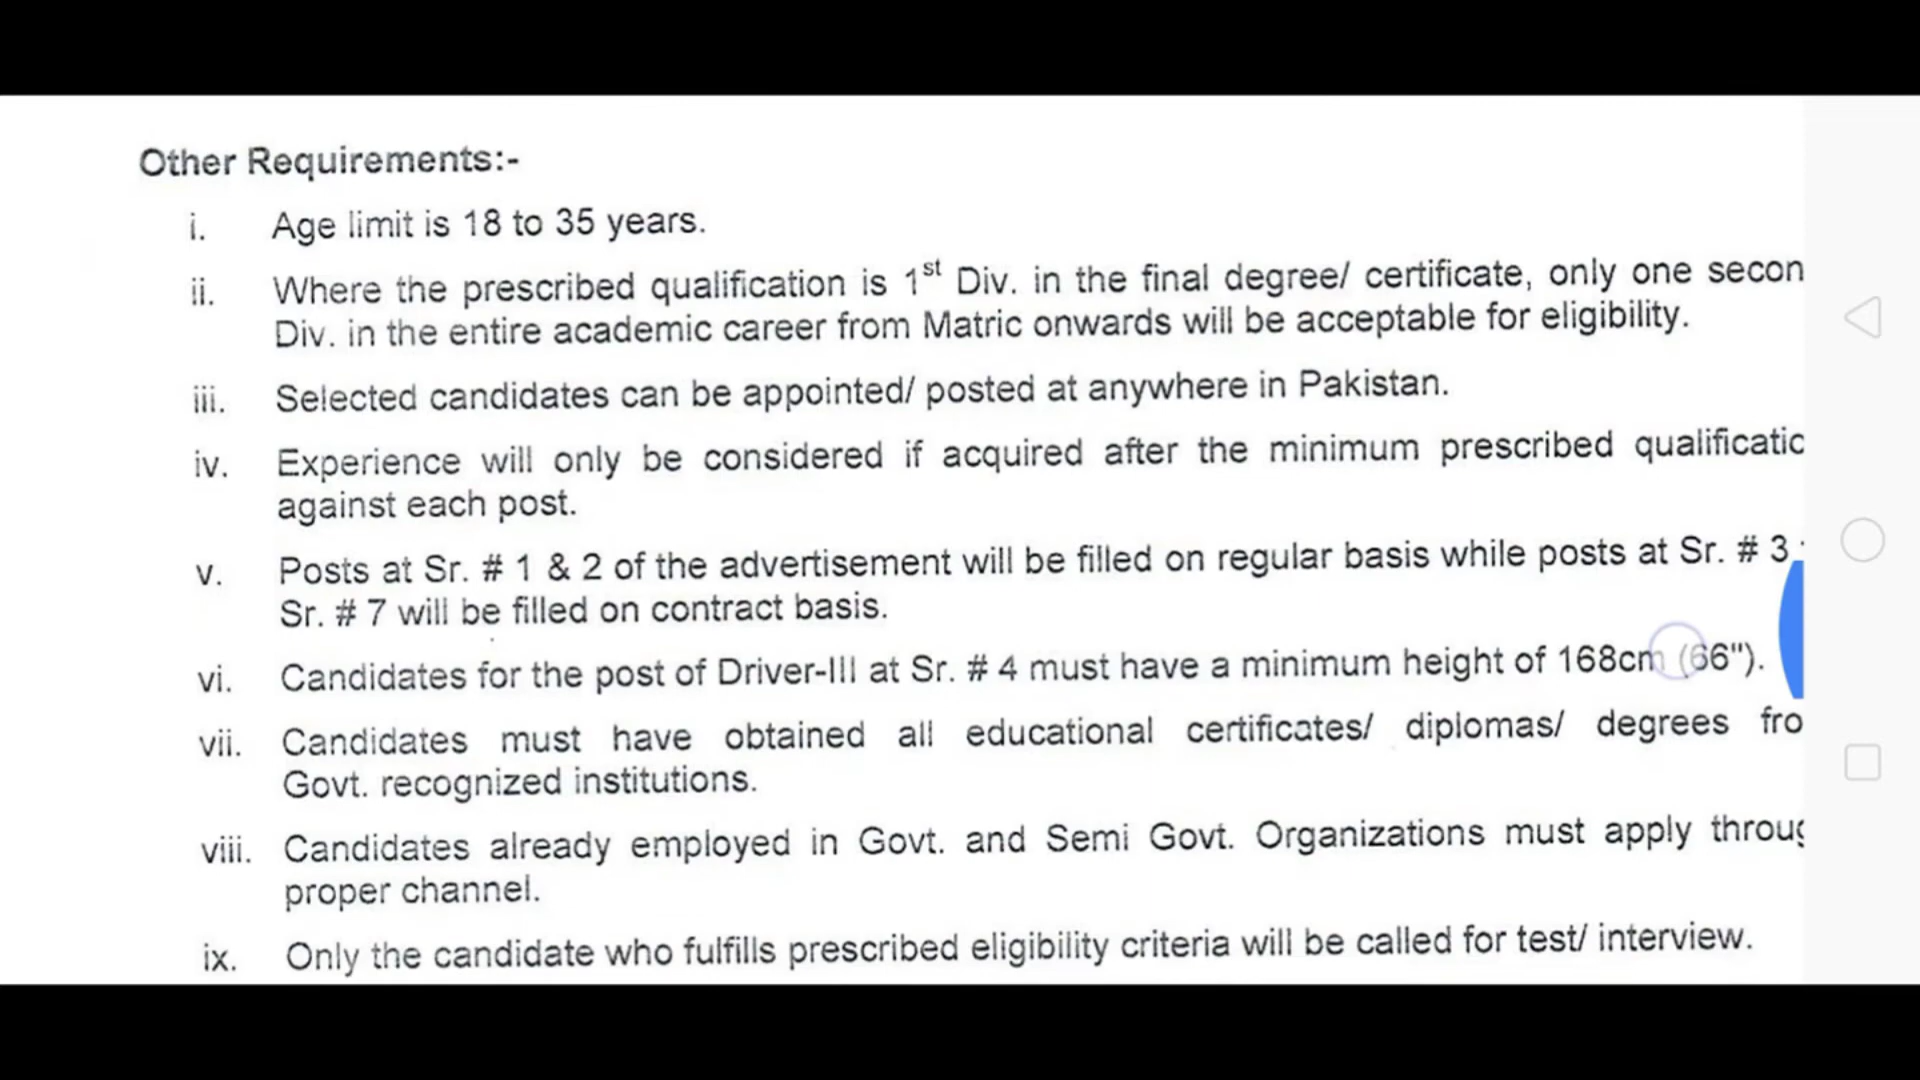 Other Requirements:-
i. Age limit is 18 to 35 years.
ii. Where the prescribed qualification is 1st Div. in the final degree/ certificate, only one secon
Div. in the entire academic career from Matric onwards will be acceptable for eligibility.
iii. Selected candidates can be appointed/ posted at anywhere in Pakistan.
iv. Experience will only be considered if acquired after the minimum prescribed qualificatic
against each post.
v. Posts at Sr. # 1 & 2 of the advertisement will be filled on regular basis while posts at Sr. # 3
Sr. # 7 will be filled on contract basis.
vi. Candidates for the post of Driver-III at Sr. # 4 must have a minimum height of 168cm (66").
vii. Candidates must have obtained all educational certificates/ diplomas/ degrees fro
Govt. recognized institutions.
viii. Candidates already employed in Govt. and Semi Govt. Organizations must apply throug
proper channel.
ix. Only the candidate who fulfills prescribed eligibility criteria will be called for test/ interview.